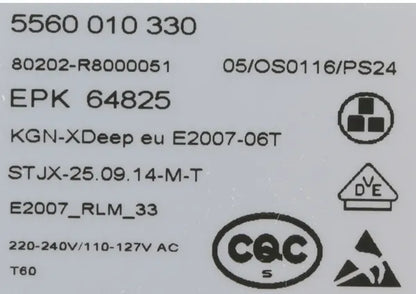 5560 010 330
80202-R8000051 05/OS0116/PS24
EPK 64825
KGN-XDeep eu E2007-06T
STJX-25.09.14-M-T
DVE
E2007_RLM_33
220-240V/110-127V AC
CQC
S
T60